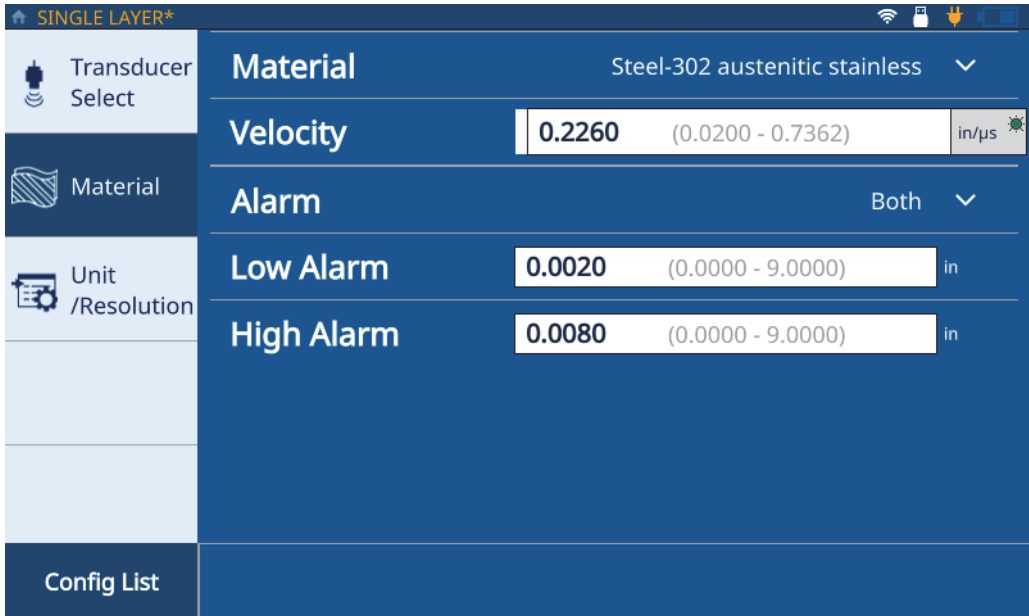 SINGLE LAYER*
Transducer
Select
Material
Unit
/Resolution
Config List
Material Steel-302 austenitic stainless
Velocity 0.2260 (0.0200 - 0.7362) in/µs
Alarm Both
Low Alarm 0.0020 (0.0000 - 9.0000) in
High Alarm 0.0080 (0.0000 - 9.0000) in